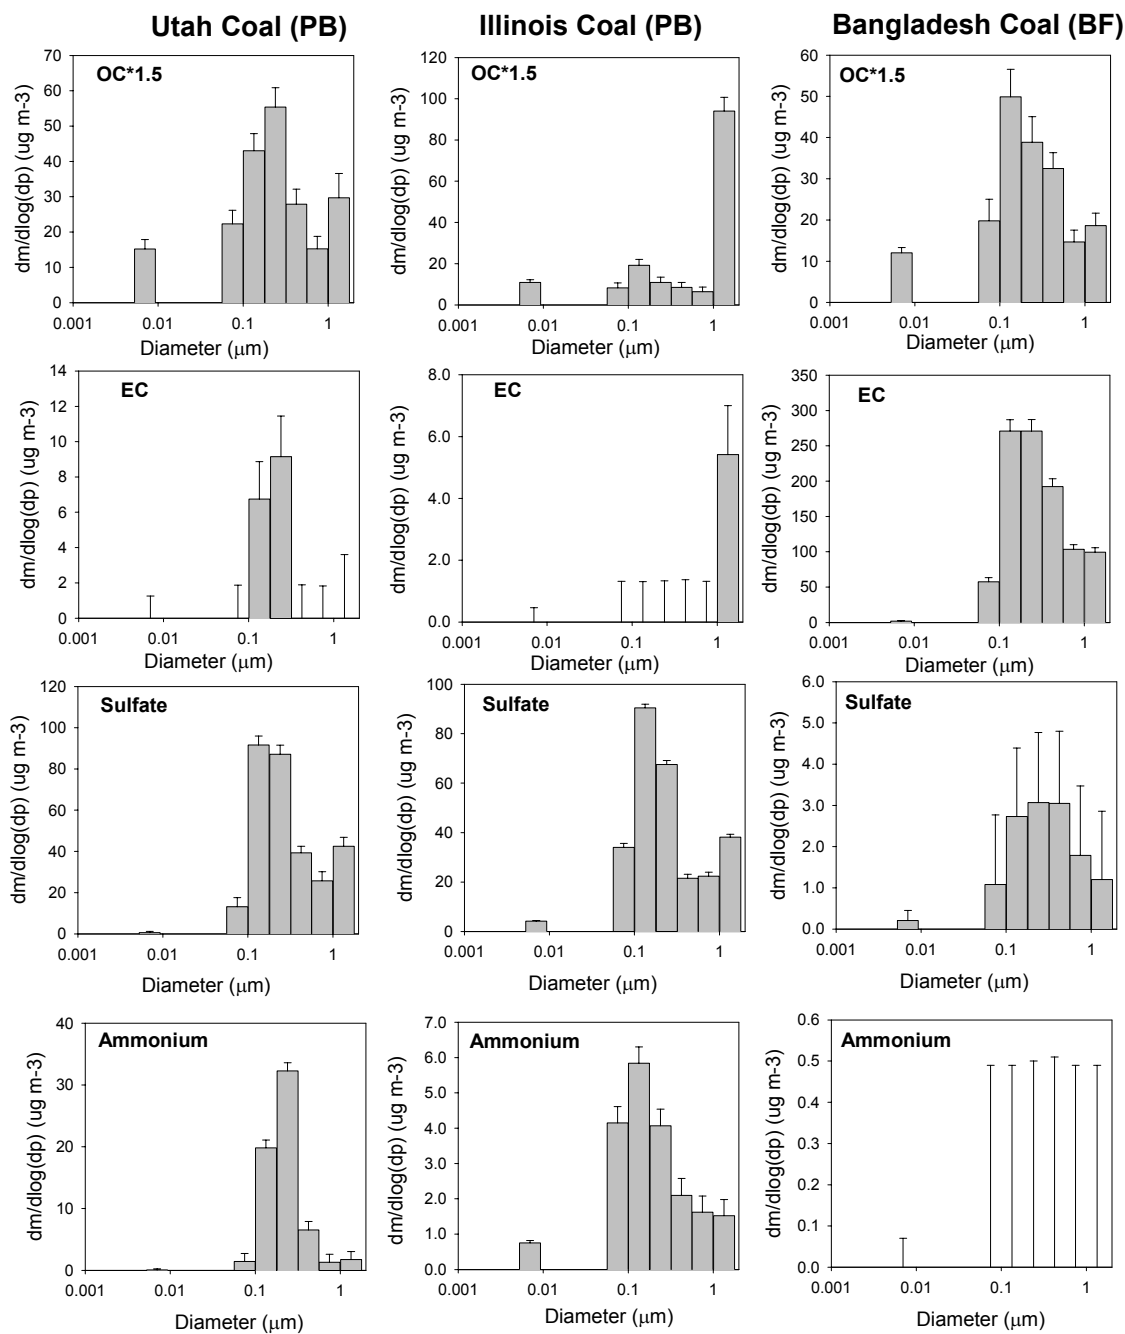 Utah Coal (PB) Illinois Coal (PB) Bangladesh Coal (BF)
OC*1.5
dm/dlog(dp) (ug m-3)
70
60
50
40
30
20
10
0
0.001 0.01 0.1 1
Diameter (μm)
OC*1.5
dm/dlog(dp) (ug m-3)
120
100
80
60
40
20
0
0.001 0.01 0.1 1
Diameter (μm)
OC*1.5
dm/dlog(dp) (ug m-3)
60
50
40
30
20
10
0
0.001 0.01 0.1 1
Diameter (μm)
EC
dm/dlog(dp) (ug m-3)
14
12
10
8
6
4
2
0
0.001 0.01 0.1 1
Diameter (μm)
EC
dm/dlog(dp) (ug m-3)
8.0
6.0
4.0
2.0
0.0
0.001 0.01 0.1 1
Diameter (μm)
EC
dm/dlog(dp) (ug m-3)
350
300
250
200
150
100
50
0
0.001 0.01 0.1 1
Diameter (μm)
Sulfate
dm/dlog(dp) (ug m-3)
120
100
80
60
40
20
0
0.001 0.01 0.1 1
Diameter (μm)
Sulfate
dm/dlog(dp) (ug m-3)
100
80
60
40
20
0
0.001 0.01 0.1 1
Diameter (μm)
Sulfate
dm/dlog(dp) (ug m-3)
6.0
5.0
4.0
3.0
2.0
1.0
0.0
0.001 0.01 0.1 1
Diameter (μm)
Ammonium
dm/dlog(dp) (ug m-3)
40
30
20
10
0
0.001 0.01 0.1 1
Diameter (μm)
Ammonium
dm/dlog(dp) (ug m-3)
7.0
6.0
5.0
4.0
3.0
2.0
1.0
0.0
0.001 0.01 0.1 1
Diameter (μm)
Ammonium
dm/dlog(dp) (ug m-3)
0.6
0.5
0.4
0.3
0.2
0.1
0.0
0.001 0.01 0.1 1
Diameter (μm)